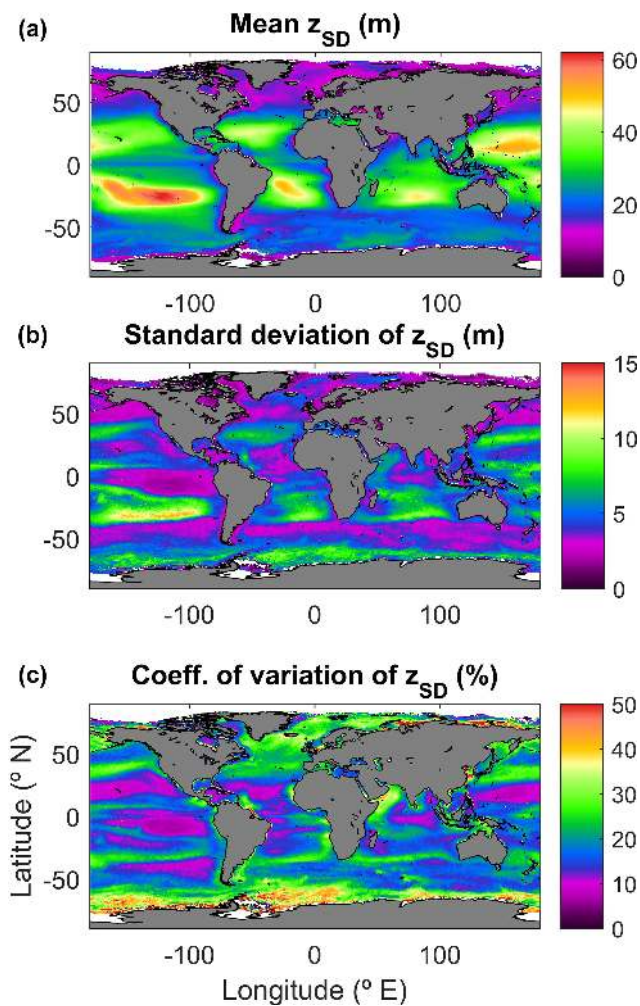 (a) Mean z_SD (m)
50
0
-50
-100 0 100
60
40
20
0
(b) Standard deviation of z_SD (m)
50
0
-50
-100 0 100
15
10
5
0
(c) Coeff. of variation of z_SD (%)
50
0
-50
-100 0 100
50
40
30
20
10
0
Latitude (º N)
Longitude (º E)